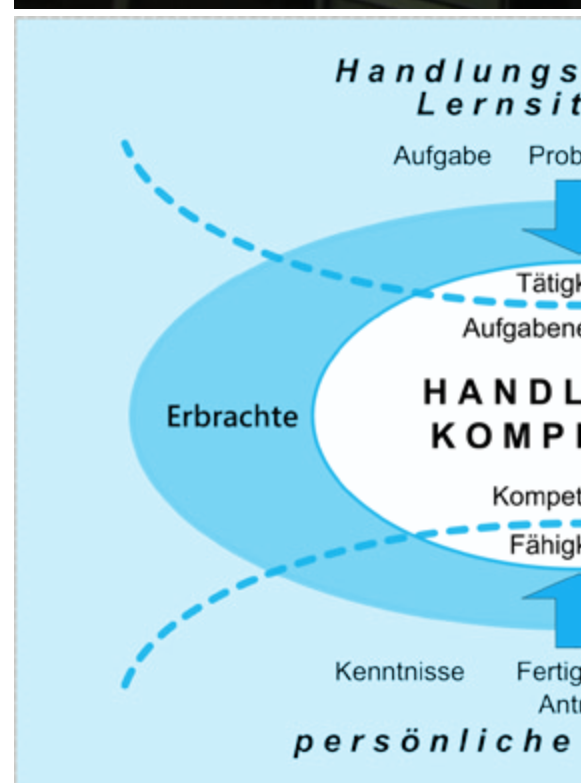 Handlungs
Lernsit
Aufgabe Prob
Tätigk
Aufgabene
HANDL
KOMP
Erbrachte
Kompet
Fähigk
Kenntnisse Fertig
Antr
persönliche